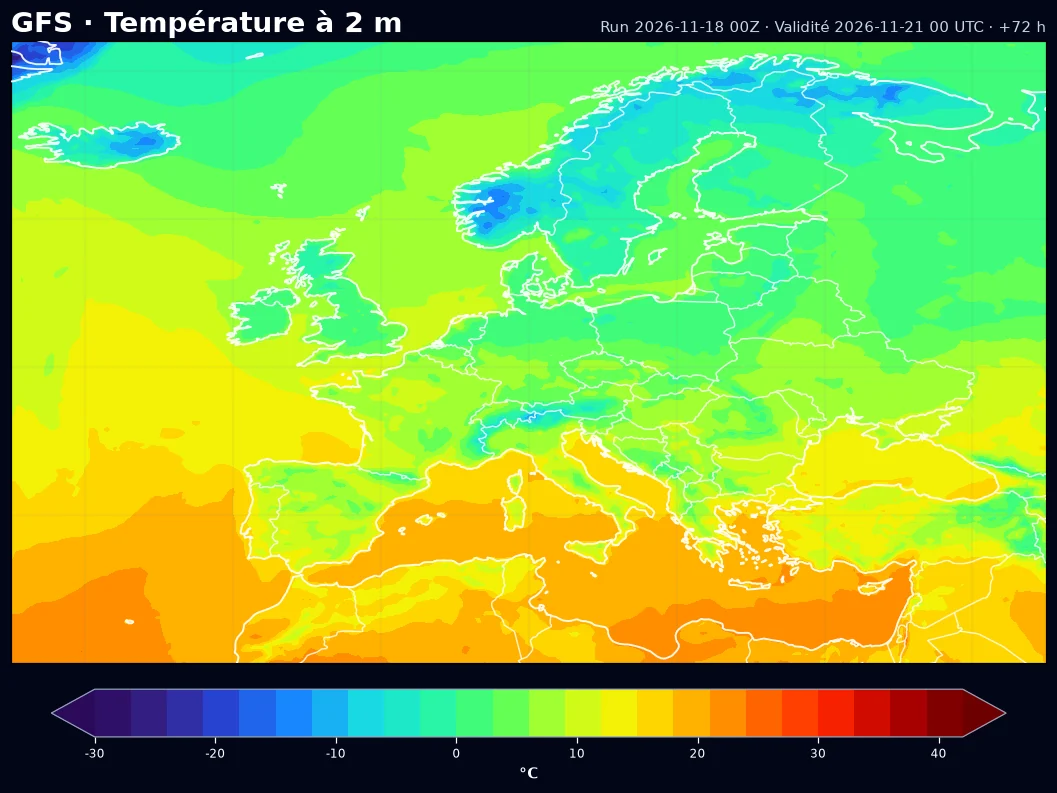 GFS · Température à 2 m
Run 2026-11-18 00Z · Validité 2026-11-21 00 UTC · +72 h
-30 -20 -10 0 10 20 30 40
°C